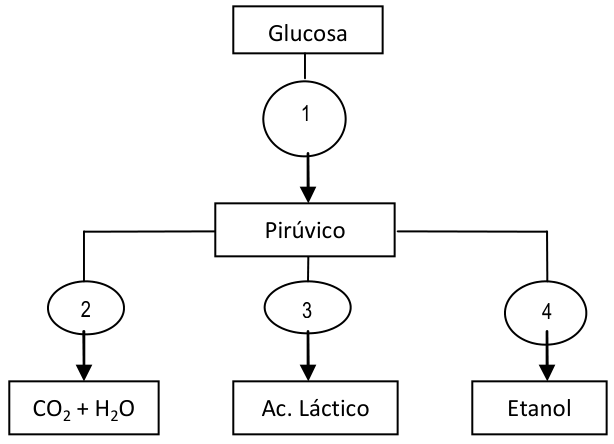 Glucosa
1
Pirúvico
2
3
4
CO₂ + H₂O
Ac. Láctico
Etanol